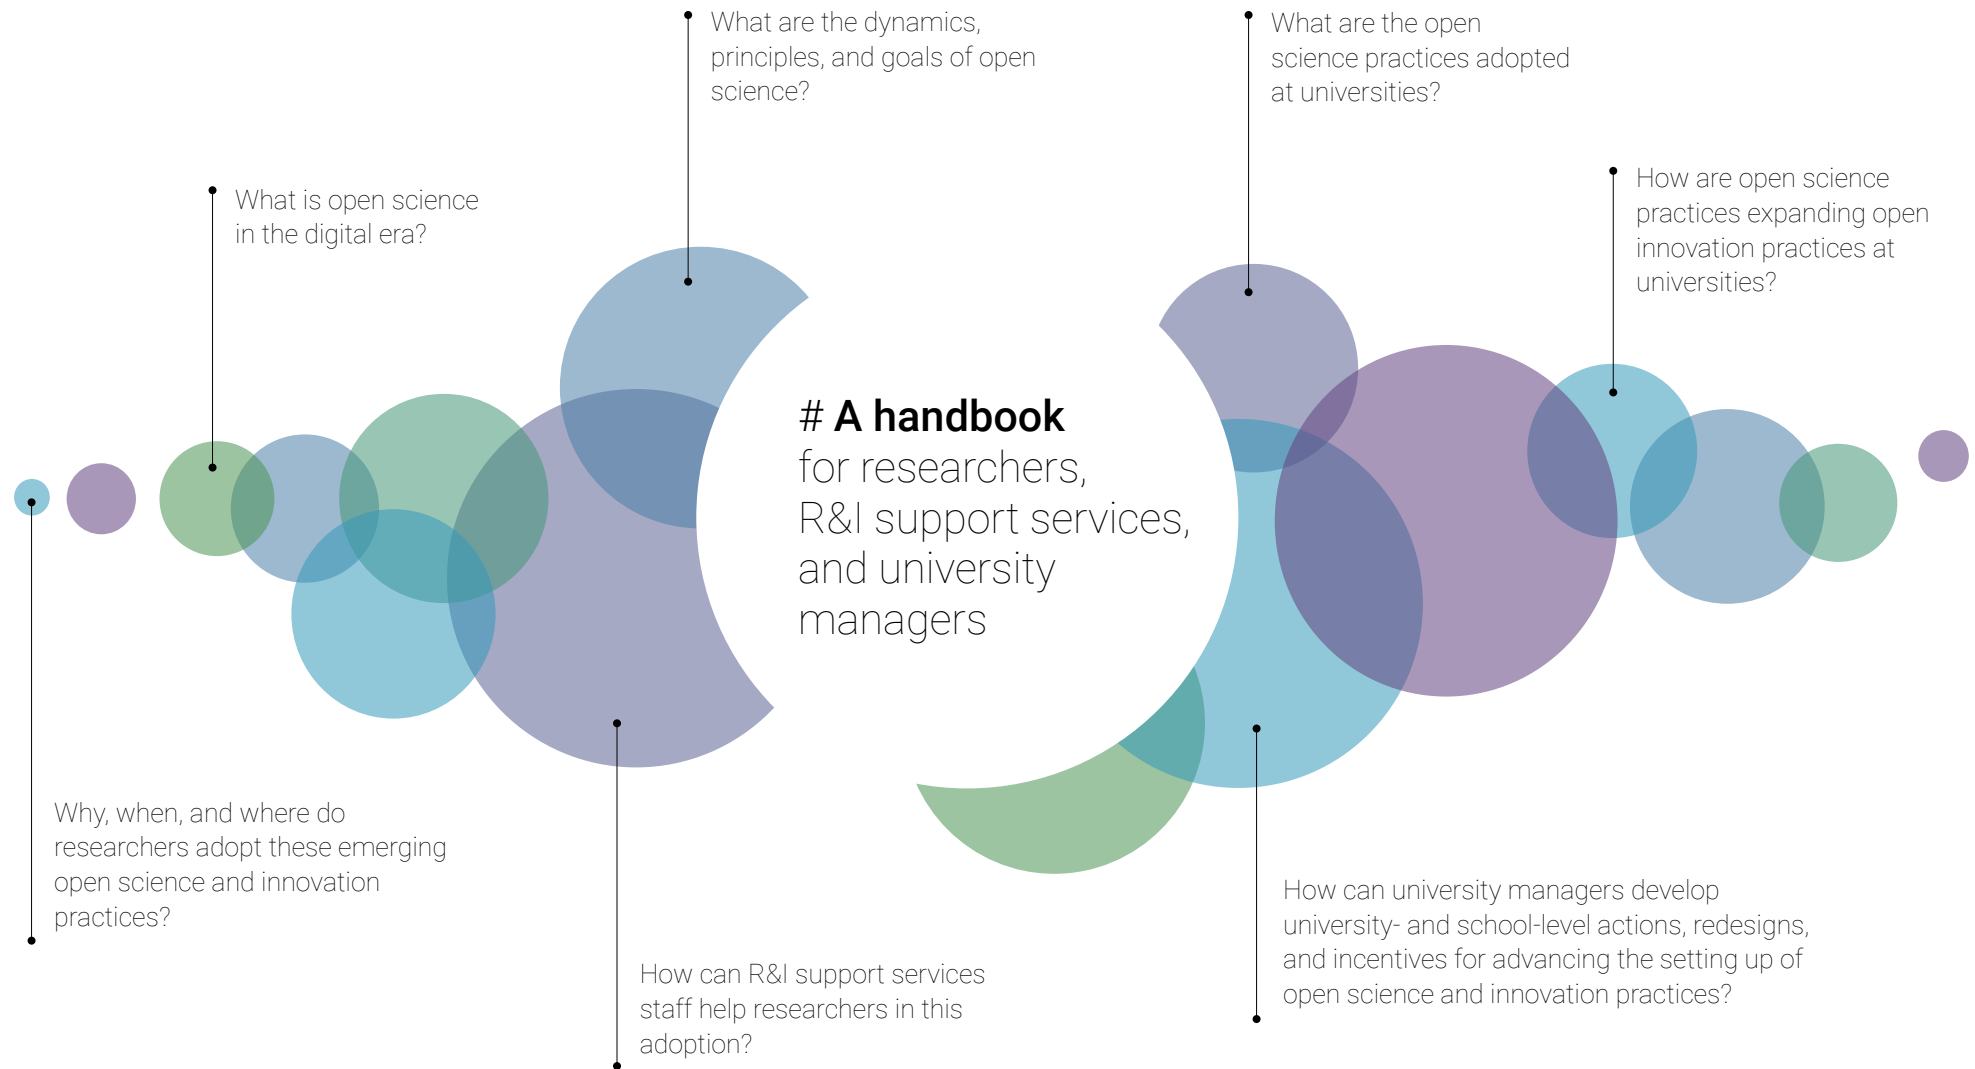 What are the dynamics,
principles, and goals of open
science?
What are the open
science practices adopted
at universities?
What is open science
in the digital era?
How are open science
practices expanding open
innovation practices at
universities?
# A handbook
for researchers,
R&I support services,
and university
managers
Why, when, and where do
researchers adopt these emerging
open science and innovation
practices?
How can R&I support services
staff help researchers in this
adoption?
How can university managers develop
university- and school-level actions, redesigns,
and incentives for advancing the setting up of
open science and innovation practices?